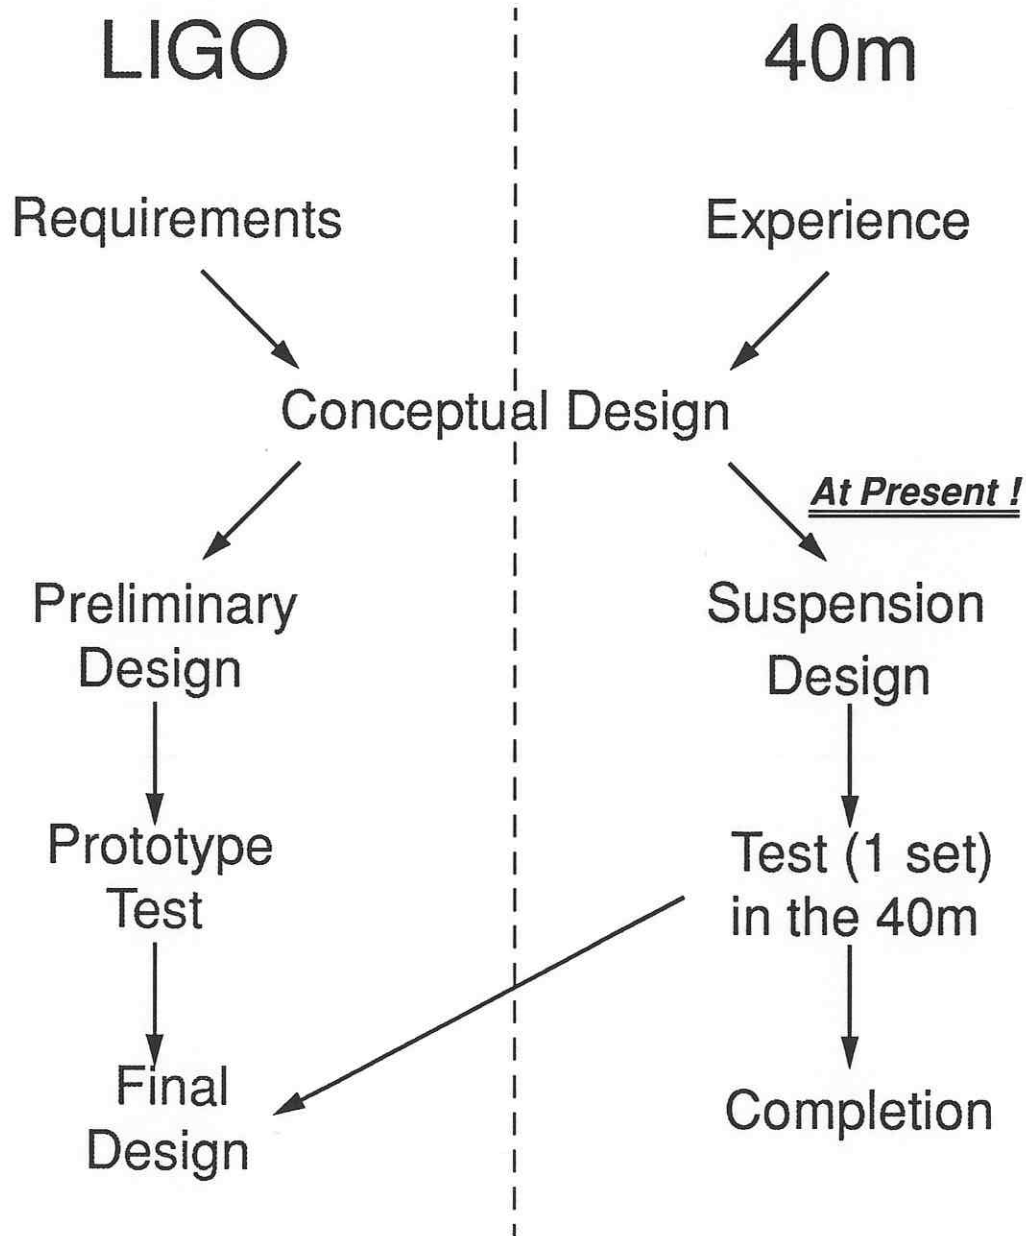 LIGO
40m
Requirements
Experience
Conceptual Design
At Present !
Preliminary
Design
Suspension
Design
Prototype
Test
Test (1 set)
in the 40m
Final
Design
Completion